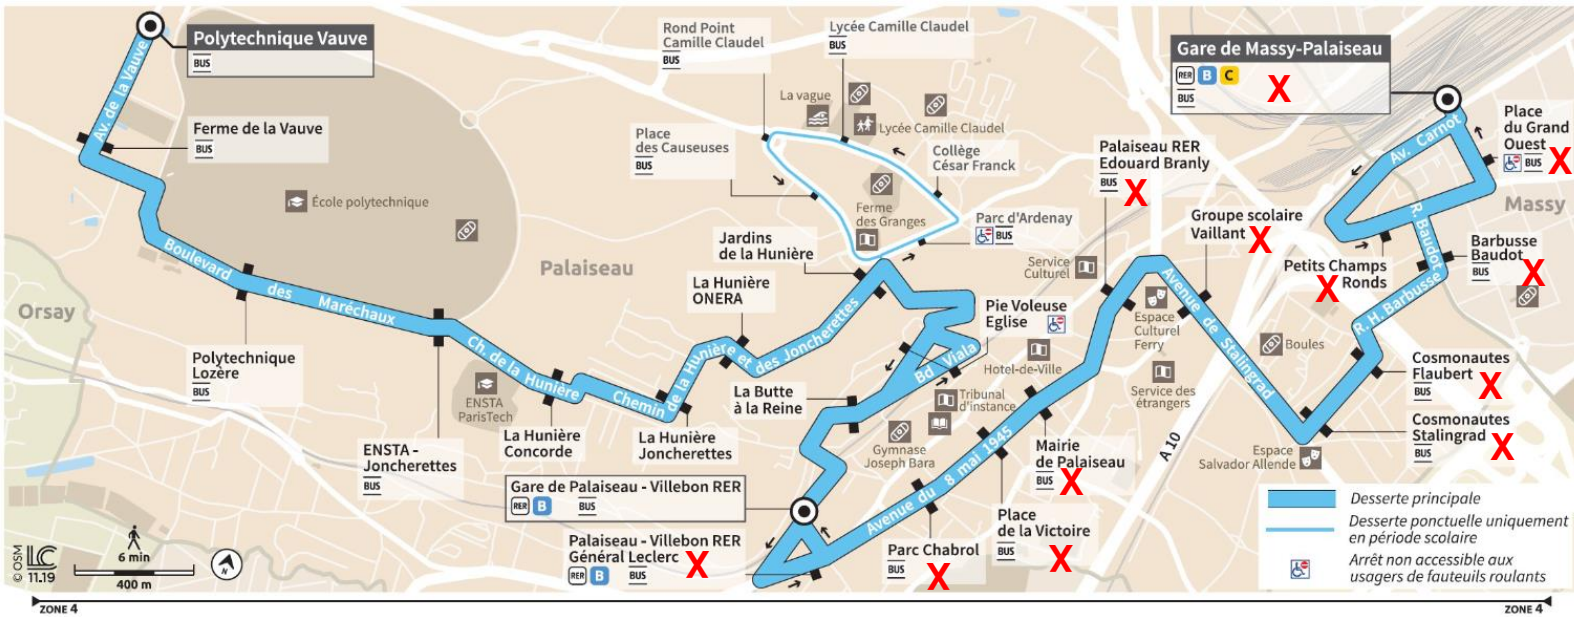 Polytechnique Vauve
BUS
Av. de la Vauve
Ferme de la Vauve
BUS
École polytechnique
Boulevard
des Maréchaux
Orsay
Palaiseau
Polytechnique
Lozère
BUS
ENSTA -
Joncherettes
BUS
ENSTA
ParisTech
Ch. de la Hunière
La Hunière
Concorde
Chemin
de la Hunière et des Joncherettes
La Hunière
Joncherettes
La Hunière
ONERA
Jardins
de la Hunière
Rond Point
Camille Claudel
BUS
Lycée Camille Claudel
BUS
La vague
Lycée Camille Claudel
Place
des Causeuses
BUS
Collège
César Franck
Ferme
des Granges
Parc d'Ardenay
BUS
Pie Voleuse
Eglise
Bd Viala
La Butte
à la Reine
Service
Culturel
Hotel-de-Ville
Tribunal
d'instance
Gymnase
Joseph Bara
Gare de Palaiseau - Villebon RER
RER B BUS
Palaiseau - Villebon RER
Général Leclerc X
RER B BUS
Avenue du 8 mai 1945
Parc Chabrol
BUS X
Place
de la Victoire
BUS X
Mairie
de Palaiseau
BUS X
Palaiseau RER
Edouard Branly
BUS X
Espace
Culturel
Ferry
Service des
étrangers
A 10
Avenue de Stalingrad
Groupe scolaire
Vaillant X
Boules
Espace
Salvador Allende
Cosmonautes
Stalingrad X
BUS
Cosmonautes
Flaubert X
BUS
R. H. Barbusse
R. Baudot
Barbusse
Baudot
BUS X
Petits Champs
X Ronds
Massy
Av. Carnot
Place
du Grand
Ouest
BUS X
Gare de Massy-Palaiseau
RER B C X
BUS
Desserte principale
Desserte ponctuelle uniquement
en période scolaire
Arrêt non accessible aux
usagers de fauteuils roulants
© OSM
LC
11.19
6 min
400 m
N
ZONE 4
ZONE 4